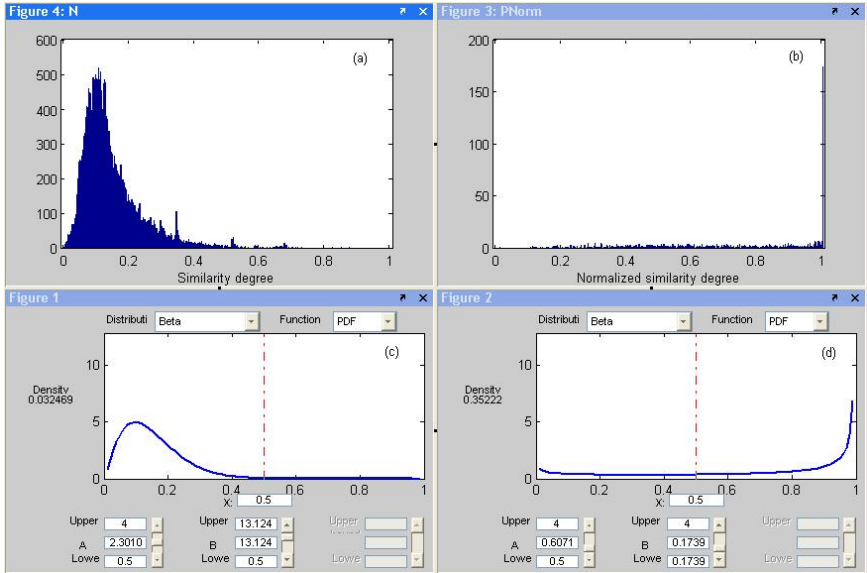 Figure 4: N
600
500
400
300
200
100
0
(a)
0 0.2 0.4 0.6 0.8 1
Similarity degree
Figure 3: PNorm
200
150
100
50
0
(b)
0 0.2 0.4 0.6 0.8 1
Normalized similarity degree
Figure 1
Distributi Beta Function PDF
(c)
10
5
0
Density
0.032469
0 0.2 0.4 0.6 0.8 1
X: 0.5
Upper 4 Upper 13.124 Upper
A 2.3010 B 13.124
Lowe 0.5 Lowe 0.5 Lowe
Figure 2
Distributi Beta Function PDF
(d)
10
5
0
Density
0.35222
0 0.2 0.4 0.6 0.8 1
X: 0.5
Upper 4 Upper 4 Upper
A 0.6071 B 0.1739
Lowe 0.5 Lowe 0.1739 Lowe